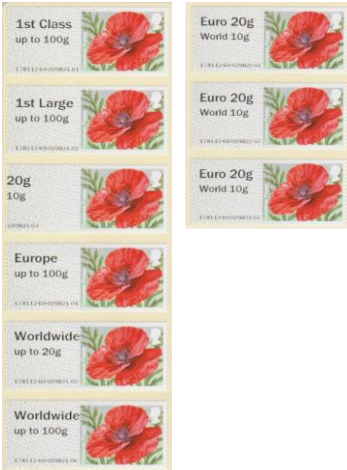 1st Class
up to 100g
1st Large
up to 100g
20g
10g
Europe
up to 100g
Worldwide
up to 20g
Worldwide
up to 100g
Euro 20g
World 10g
Euro 20g
World 10g
Euro 20g
World 10g